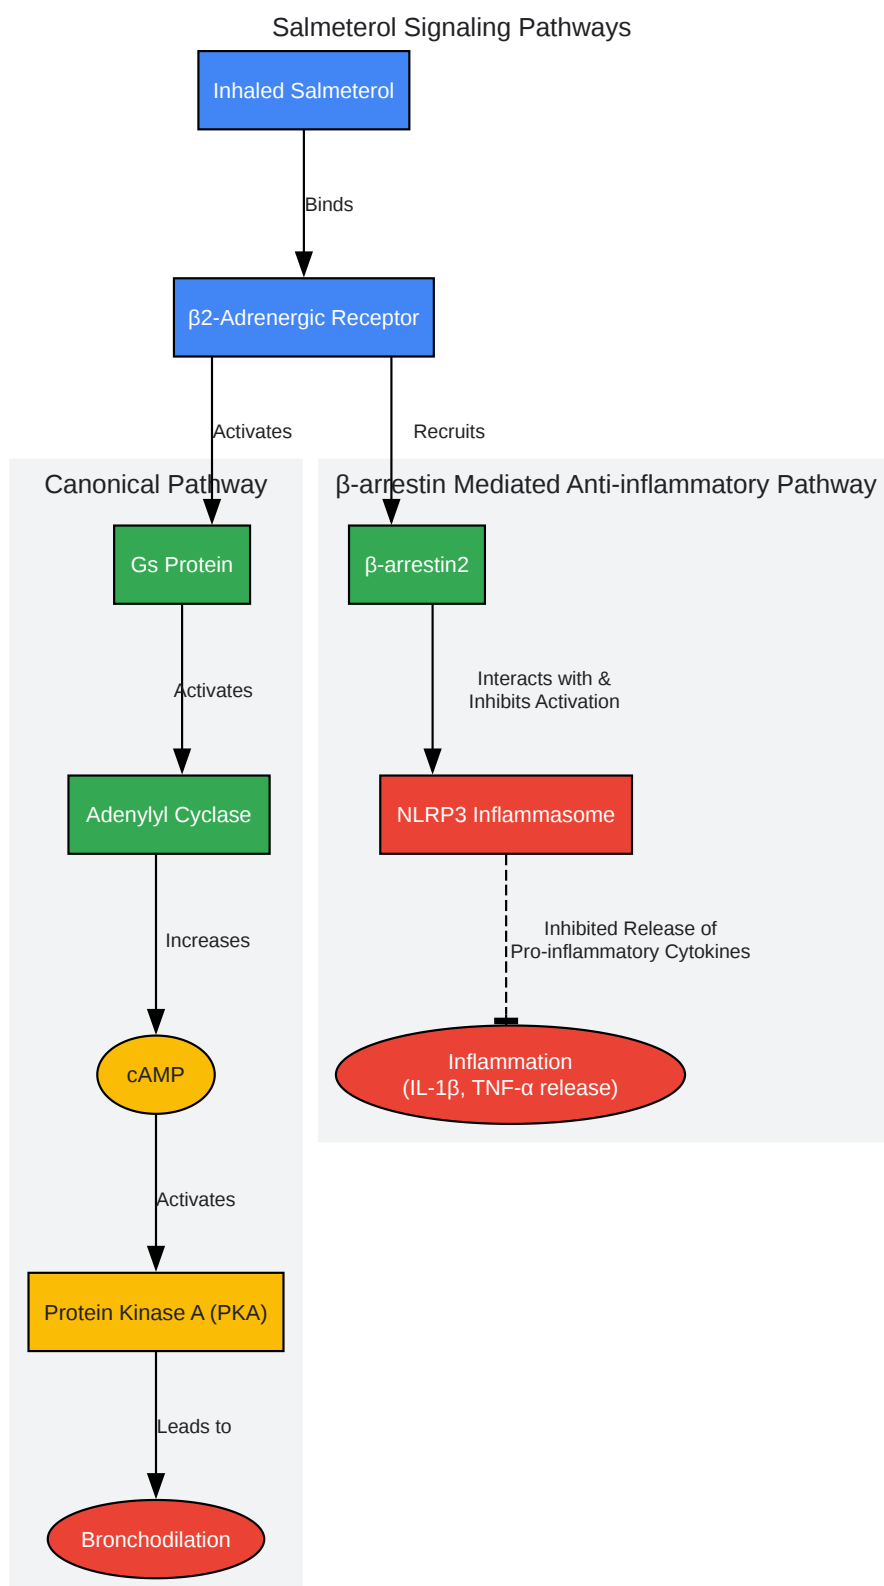 Salmeterol Signaling Pathways
Inhaled Salmeterol
Binds
β2-Adrenergic Receptor
Activates
Recruits
Canonical Pathway
Gs Protein
Activates
Adenylyl Cyclase
Increases
cAMP
Activates
Protein Kinase A (PKA)
Leads to
Bronchodilation
β-arrestin Mediated Anti-inflammatory Pathway
β-arrestin2
Interacts with &
Inhibits Activation
NLRP3 Inflammasome
Inhibited Release of
Pro-inflammatory Cytokines
Inflammation
(IL-1β, TNF-α release)